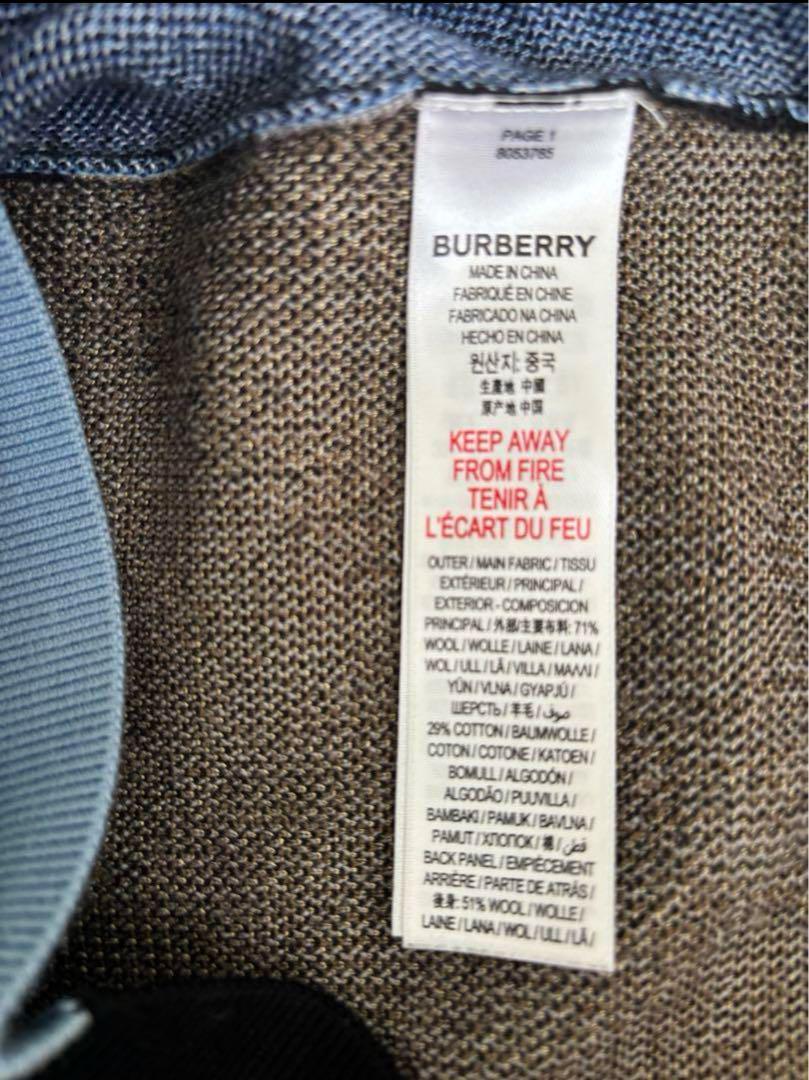 PAGE 1
8053785
BURBERRY
MADE IN CHINA
FABRIQUÉ EN CHINE
FABRICADO NA CHINA
HECHO EN CHINA
원산지: 중국
生產地 中國
原产地 中国
KEEP AWAY
FROM FIRE
TENIR À
L'ÉCART DU FEU
OUTER / MAIN FABRIC / TISSU
EXTÉRIEUR / PRINCIPAL /
EXTERIOR - COMPOSICION
PRINCIPAL / 外部/主要布料: 71%
WOOL / WOLLE / LAINE / LANA /
WOL / ULL / LÃ / VILLA / ΜΑΛΛΙ /
YÜN / VLNA / GYAPJÚ /
ШЕРСТЬ / 羊毛 / صوف /
29% COTTON / BAUMWOLLE /
COTON / COTONE / KATOEN /
BOMULL / ALGODÓN /
ALGODÃO / PUUVILLA /
BAMBAKI / PAMUK / BAVLNA /
PAMUT / ХЛОПОК / 棉 / قطن /
BACK PANEL / EMPIÈCEMENT
ARRIÈRE / PARTE DE ATRÁS /
後身: 51% WOOL / WOLLE /
LAINE / LANA / WOL / ULL / LÃ /